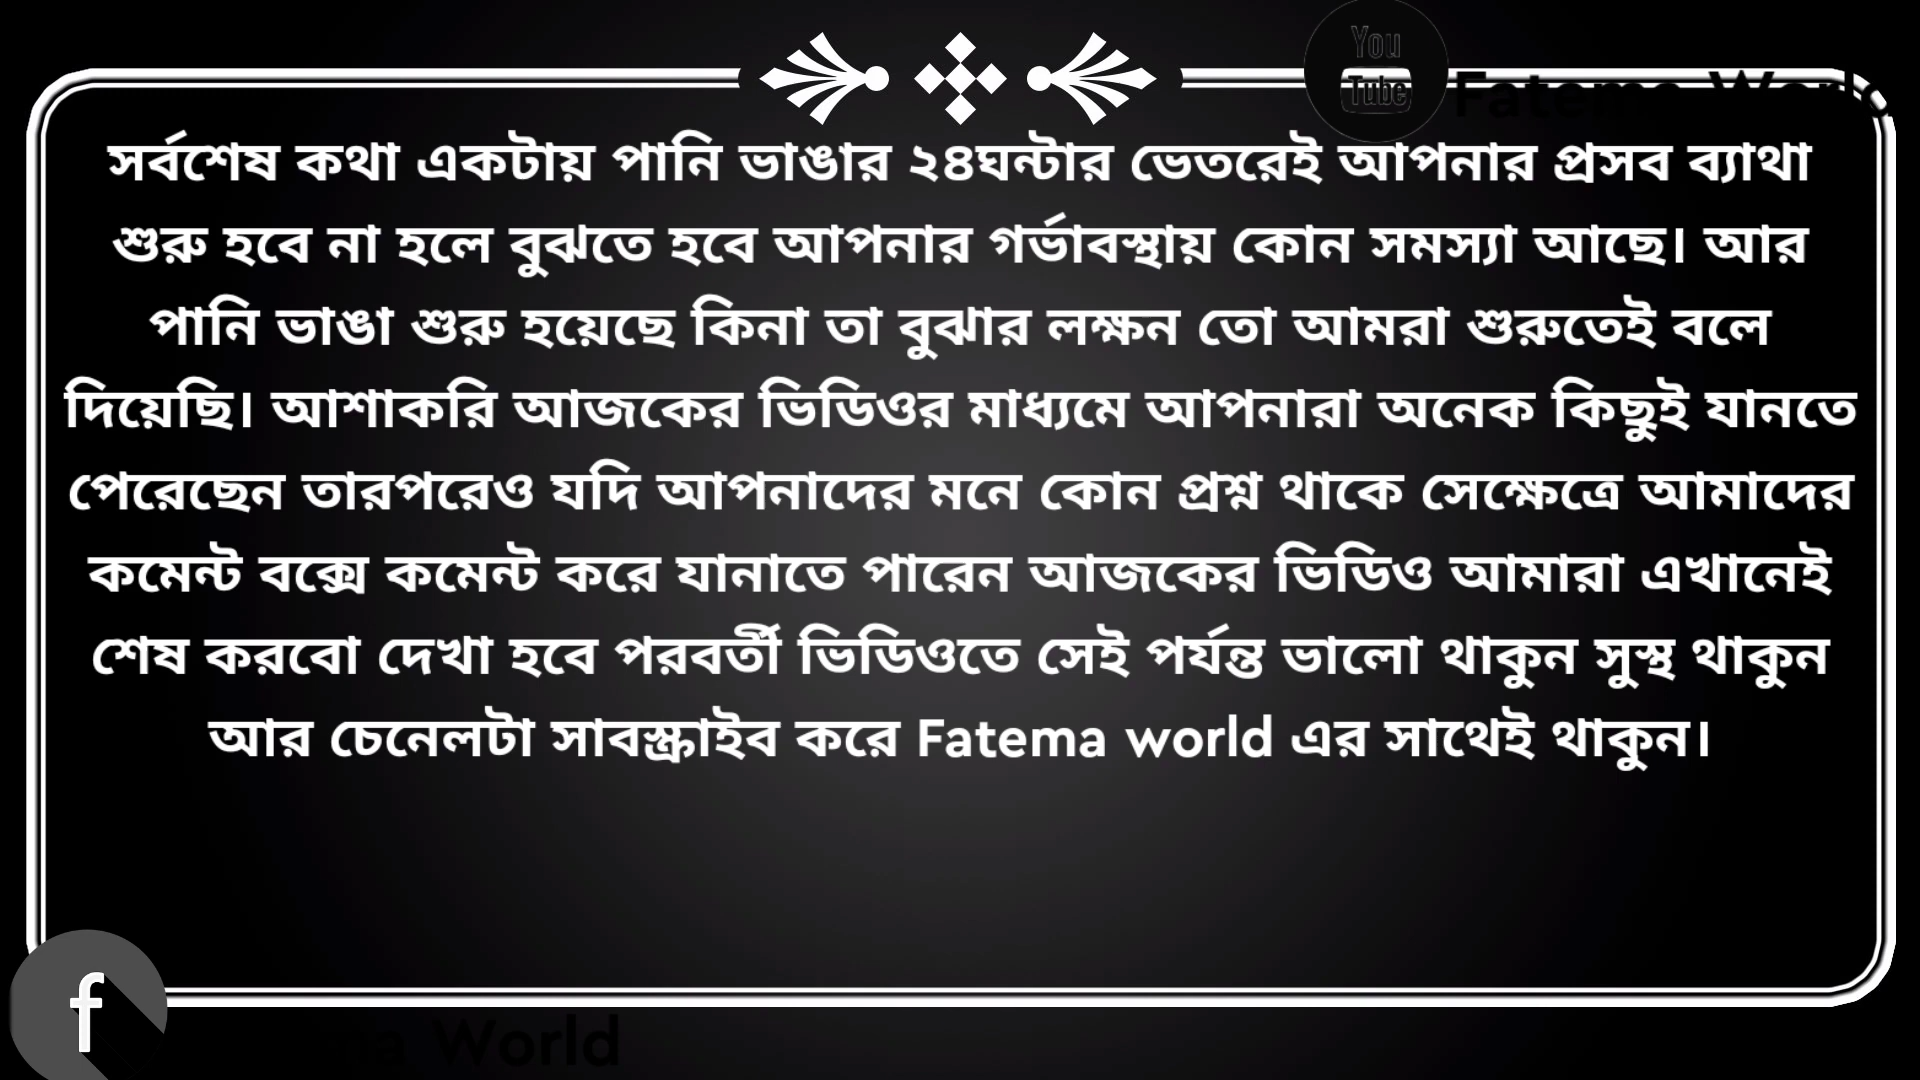 You
Tube
Fatema World
সর্বশেষ কথা একটায় পানি ভাঙার ২৪ঘন্টার ভেতরেই আপনার প্রসব ব্যাথা
শুরু হবে না হলে বুঝতে হবে আপনার গর্ভাবস্থায় কোন সমস্যা আছে। আর
পানি ভাঙা শুরু হয়েছে কিনা তা বুঝার লক্ষন তো আমরা শুরুতেই বলে
দিয়েছি। আশাকরি আজকের ভিডিওর মাধ্যমে আপনারা অনেক কিছুই যানতে
পেরেছেন তারপরেও যদি আপনাদের মনে কোন প্রশ্ন থাকে সেক্ষেত্রে আমাদের
কমেন্ট বক্সে কমেন্ট করে যানাতে পারেন আজকের ভিডিও আমারা এখানেই
শেষ করবো দেখা হবে পরবর্তী ভিডিওতে সেই পর্যন্ত ভালো থাকুন সুস্থ থাকুন
আর চেনেলটা সাবস্ক্রাইব করে Fatema world এর সাথেই থাকুন।
f
World